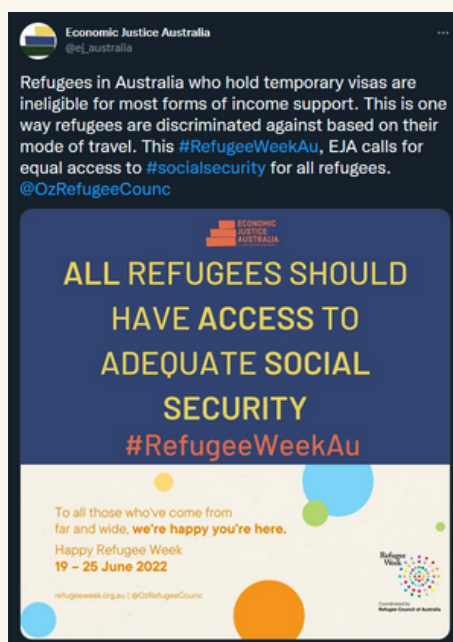 Economic Justice Australia
@ej_australia
Refugees in Australia who hold temporary visas are
ineligible for most forms of income support. This is one
way refugees are discriminated against based on their
mode of travel. This #RefugeeWeekAu, EJA calls for
equal access to #socialsecurity for all refugees.
@OzRefugeeCounc
ECONOMIC
JUSTICE
AUSTRALIA
ALL REFUGEES SHOULD
HAVE ACCESS TO
ADEQUATE SOCIAL
SECURITY
#RefugeeWeekAu
To all those who've come from
far and wide, we're happy you're here.
Happy Refugee Week
19 – 25 June 2022
refugeeweek.org.au | @OzRefugeeCounc
Refugee
Week
Coordinated by
Refugee Council of Australia